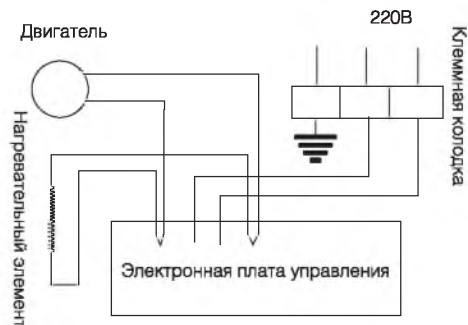 220В
Двигатель
Клеммная колодка
Нагревательный элемент
Электронная плата управления